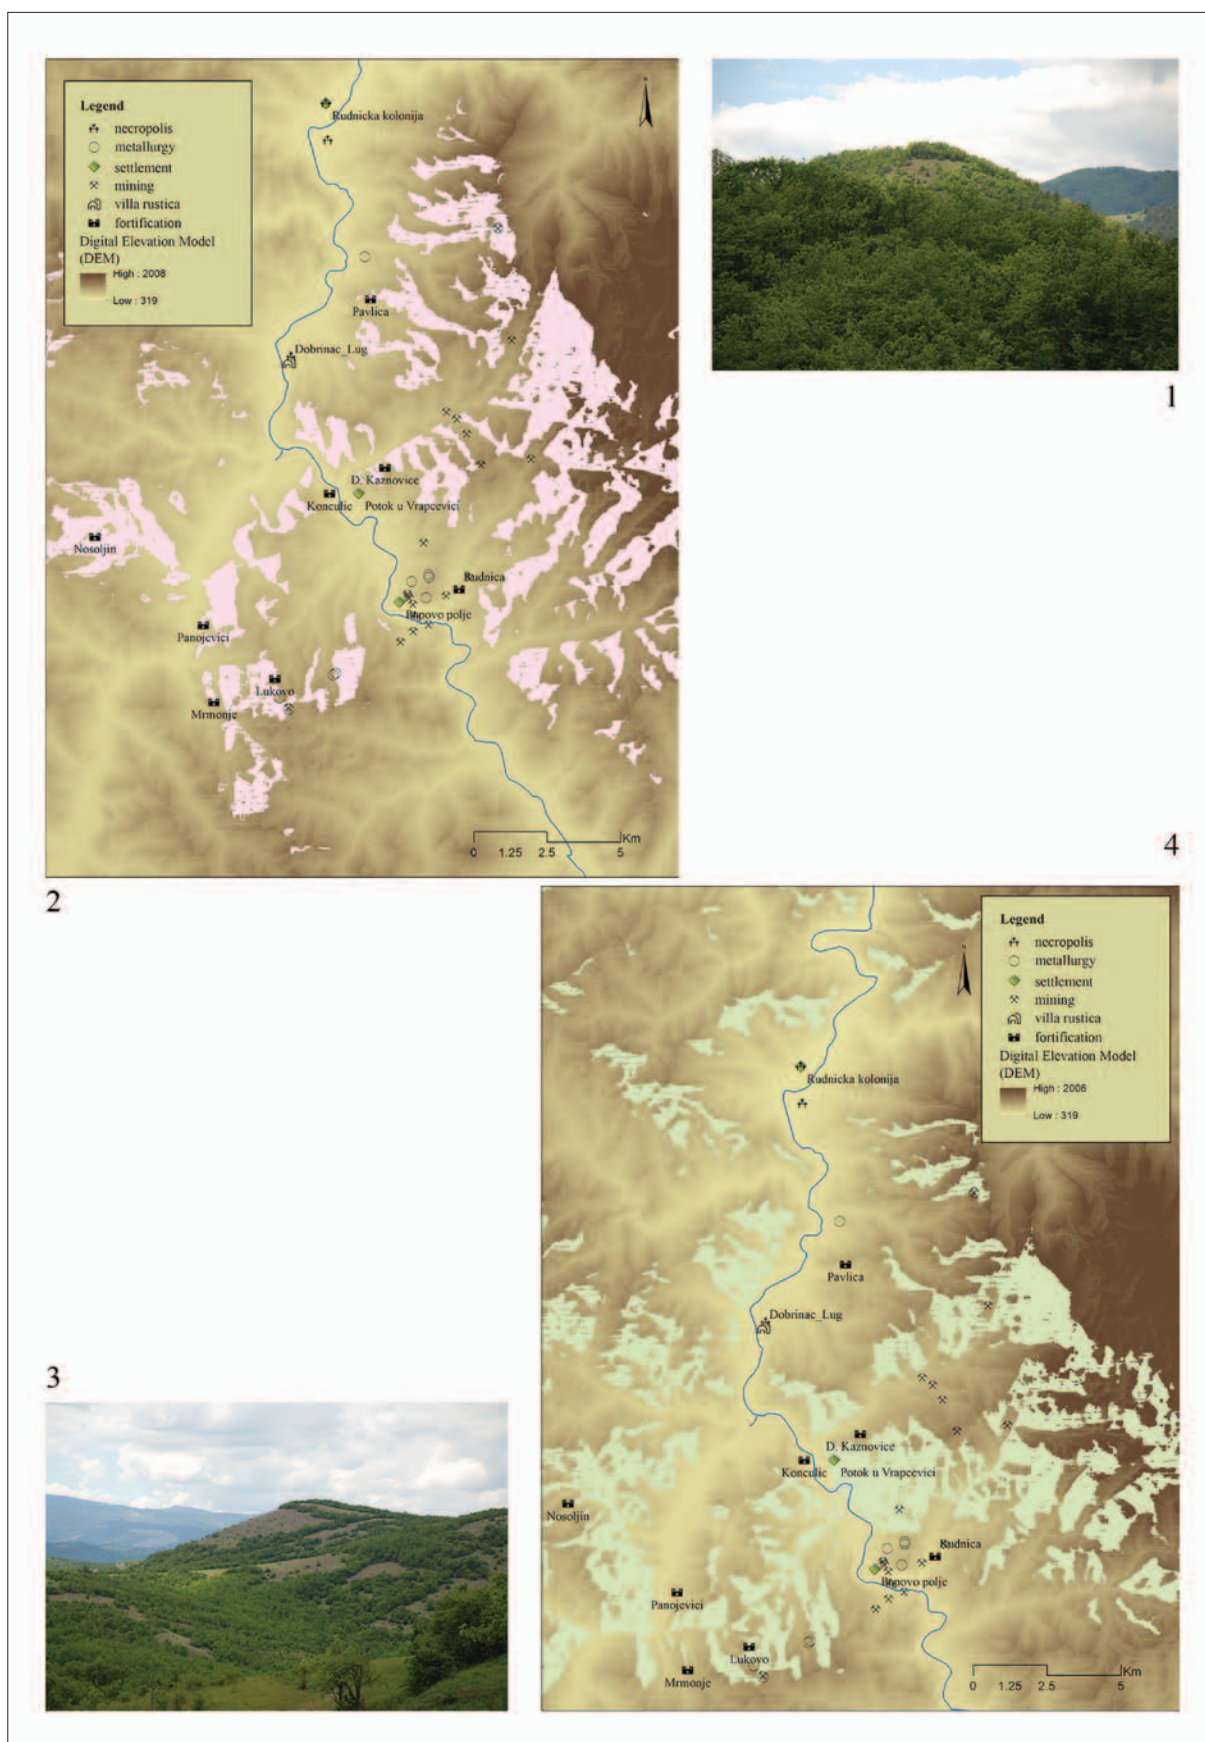 Legend
necropolis
metallurgy
settlement
mining
villa rustica
fortification
Digital Elevation Model
(DEM)
High : 2008
Low : 319
N
Rudnicka kolonija
Pavlica
Dobrinac_Lug
D. Kaznovice
Konculic
Potok u Vrapcevici
Nosoljin
Rudnica
Bopovo polje
Panojevici
Lukovo
Mrmonje
Km
0 1.25 2.5 5
1
2
4
Legend
necropolis
metallurgy
settlement
mining
villa rustica
fortification
Digital Elevation Model
(DEM)
High : 2008
Low : 319
N
Rudnicka kolonija
Pavlica
Dobrinac_Lug
D. Kaznovice
Konculic
Potok u Vrapcevici
Nosoljin
Rudnica
Bopovo polje
Panojevici
Lukovo
Mrmonje
Km
0 1.25 2.5 5
3